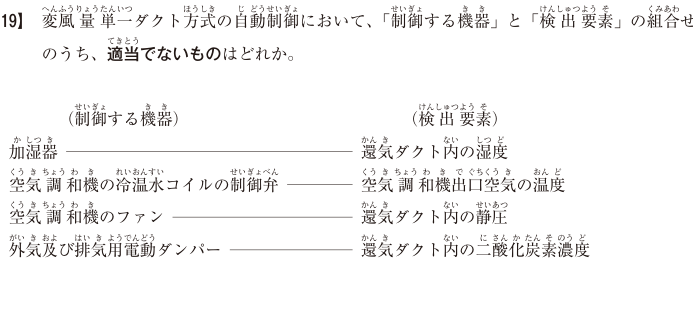 19】 変風量単一ダクト方式の自動制御において、「制御する機器」と「検出要素」の組合せ
のうち、適当でないものはどれか。
（制御する機器） （検出要素）
加湿器 ―――― 還気ダクト内の湿度
空気調和機の冷温水コイルの制御弁 ―――― 空気調和機出口空気の温度
空気調和機のファン ―――― 還気ダクト内の静圧
外気及び排気用電動ダンパー ―――― 還気ダクト内の二酸化炭素濃度